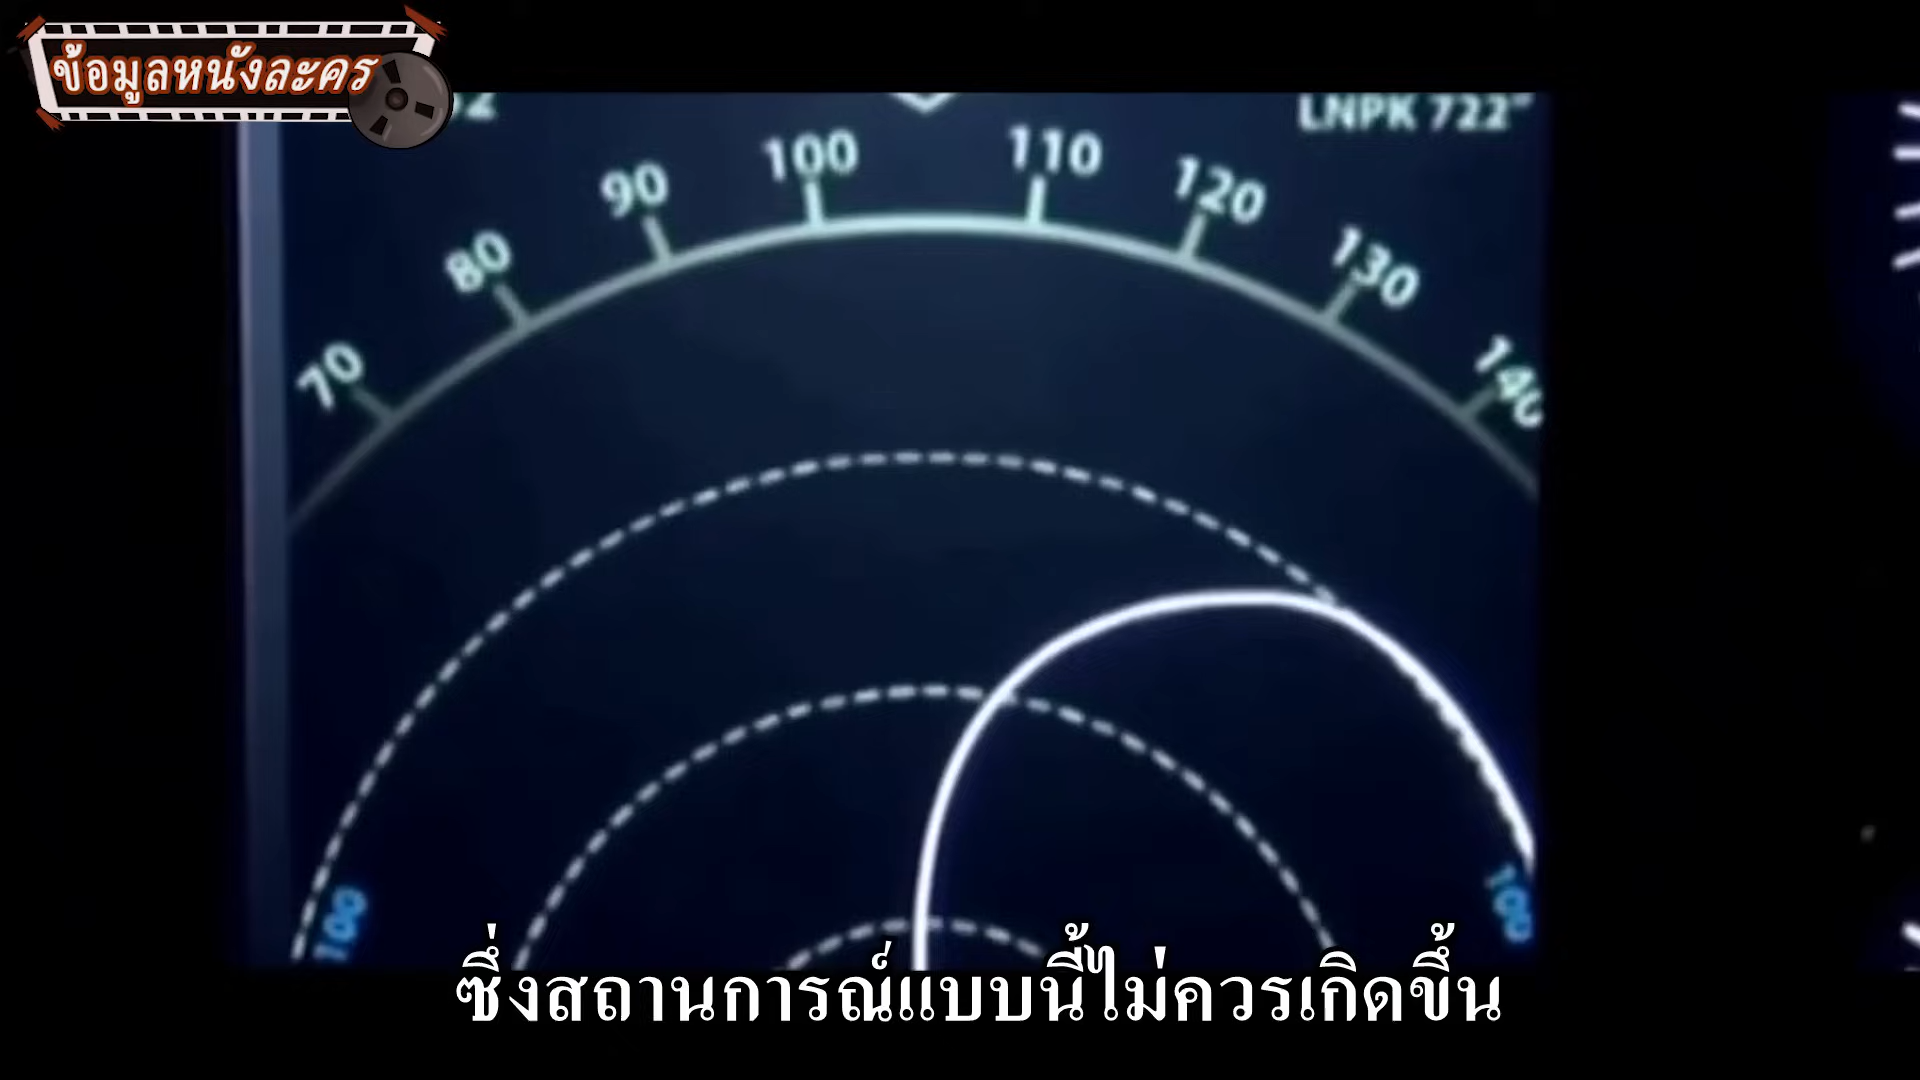 ข้อมูลหนังละคร
LNPK 722°
70 80 90 100 110 120 130 140
100 100
ซึ่งสถานการณ์แบบนี้ไม่ควรเกิดขึ้น